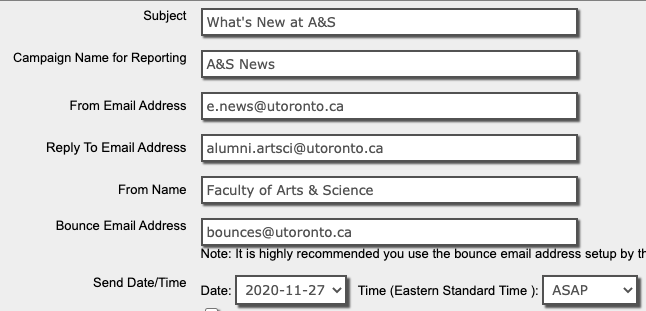 Subject What's New at A&S
Campaign Name for Reporting A&S News
From Email Address e.news@utoronto.ca
Reply To Email Address alumni.artsci@utoronto.ca
From Name Faculty of Arts & Science
Bounce Email Address bounces@utoronto.ca
Note: It is highly recommended you use the bounce email address setup by th
Send Date/Time Date: 2020-11-27 Time (Eastern Standard Time ): ASAP